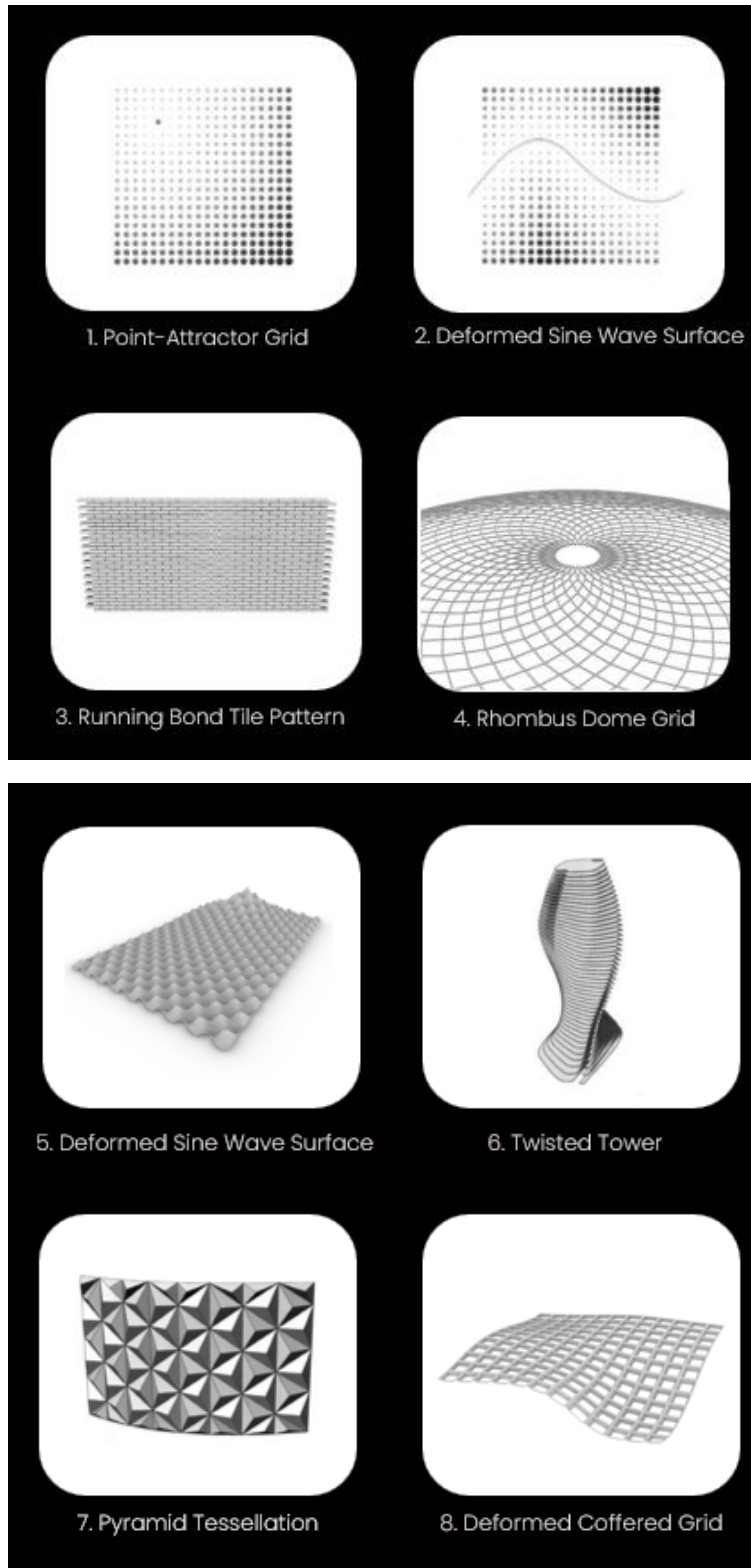 1. Point-Attractor Grid
2. Deformed Sine Wave Surface
3. Running Bond Tile Pattern
4. Rhombus Dome Grid
5. Deformed Sine Wave Surface
6. Twisted Tower
7. Pyramid Tessellation
8. Deformed Coffered Grid